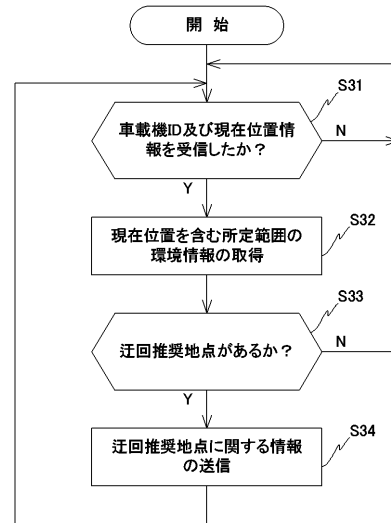 開 始
S31
車載機ID及び現在位置情
報を受信したか？
N
Y
S32
現在位置を含む所定範囲の
環境情報の取得
S33
迂回推奨地点があるか？
N
Y
S34
迂回推奨地点に関する情報
の送信